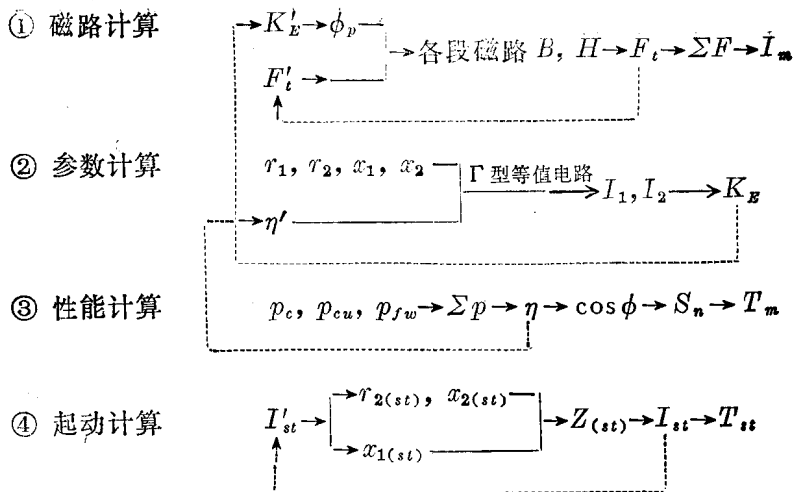 ① 磁路计算 K′_E→ϕ_p
→各段磁路 B, H→F_t→ΣF→İ_m
F′_t→
② 参数计算 r_1, r_2, x_1, x_2
Γ 型等值电路→I_1, I_2→K_E
→η′
③ 性能计算 p_c, p_cu, p_fw→Σp→η→cos ϕ→S_n→T_m
→r_2(st), x_2(st)
④ 起动计算 I′_st→ →Z_(st)→I_st→T_st
→x_1(st)